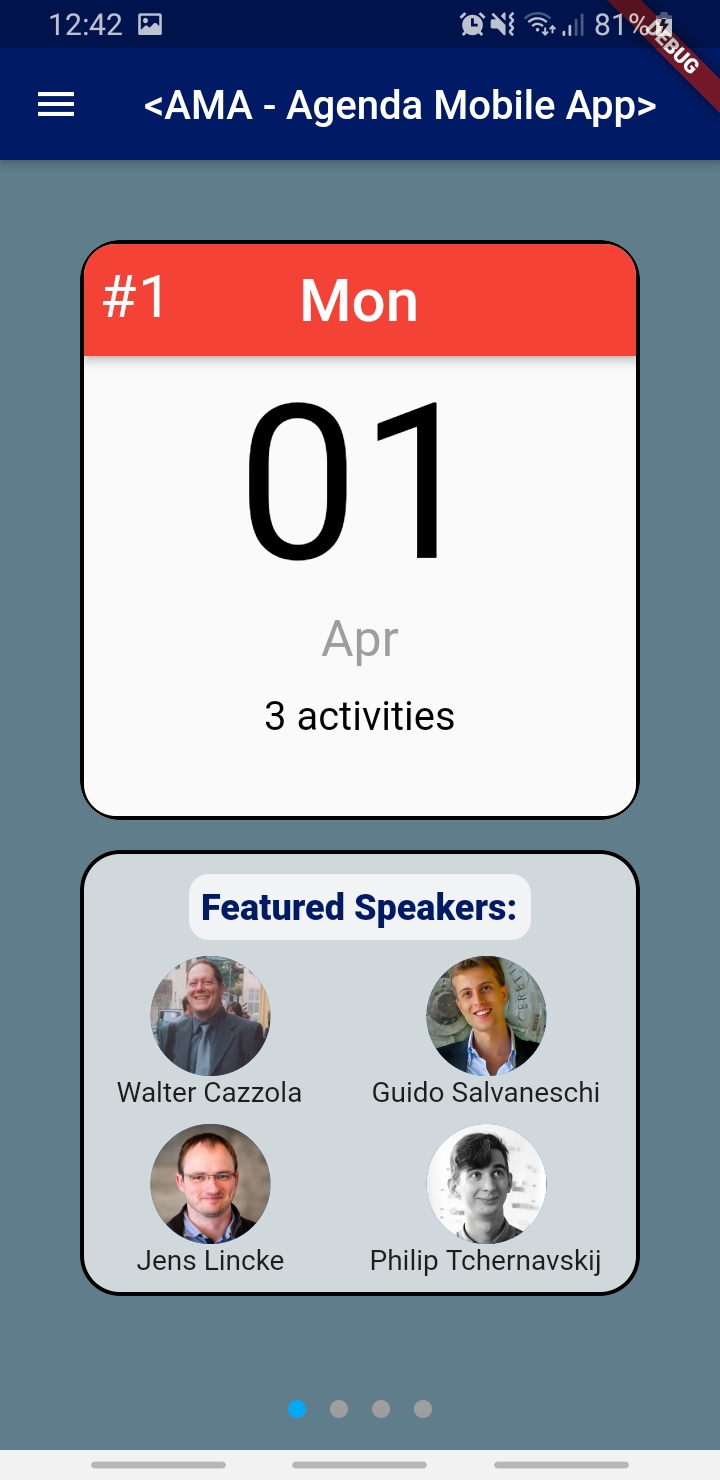 12:42 81%
DEBUG
<AMA - Agenda Mobile App>
#1 Mon
01
Apr
3 activities
Featured Speakers:
Walter Cazzola Guido Salvaneschi
Jens Lincke Philip Tchernavskij